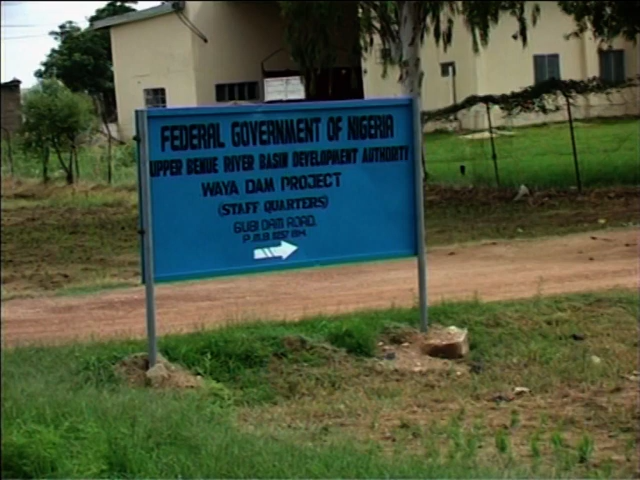 FEDERAL GOVERNMENT OF NIGERIA
UPPER BENUE RIVER BASIN DEVELOPMENT AUTHORITY
WAYA DAM PROJECT
(STAFF QUARTERS)
GUBI DAM ROAD.
P.M.B